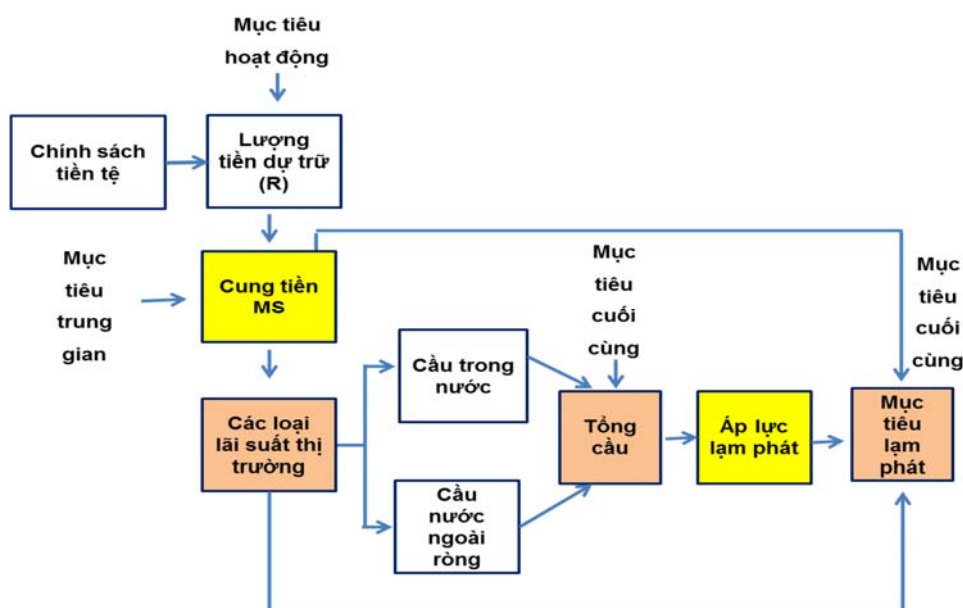 Mục tiêu
hoạt động
Chính sách
tiền tệ
Lượng
tiền dự trữ
(R)
Mục
tiêu
trung
gian
Cung tiền
MS
Mục
tiêu
cuối
cùng
Mục
tiêu
cuối
cùng
Các loại
lãi suất thị
trường
Cầu trong
nước
Cầu
nước
ngoài
ròng
Tổng
cầu
Áp lực
lạm phát
Mục
tiêu
lạm
phát